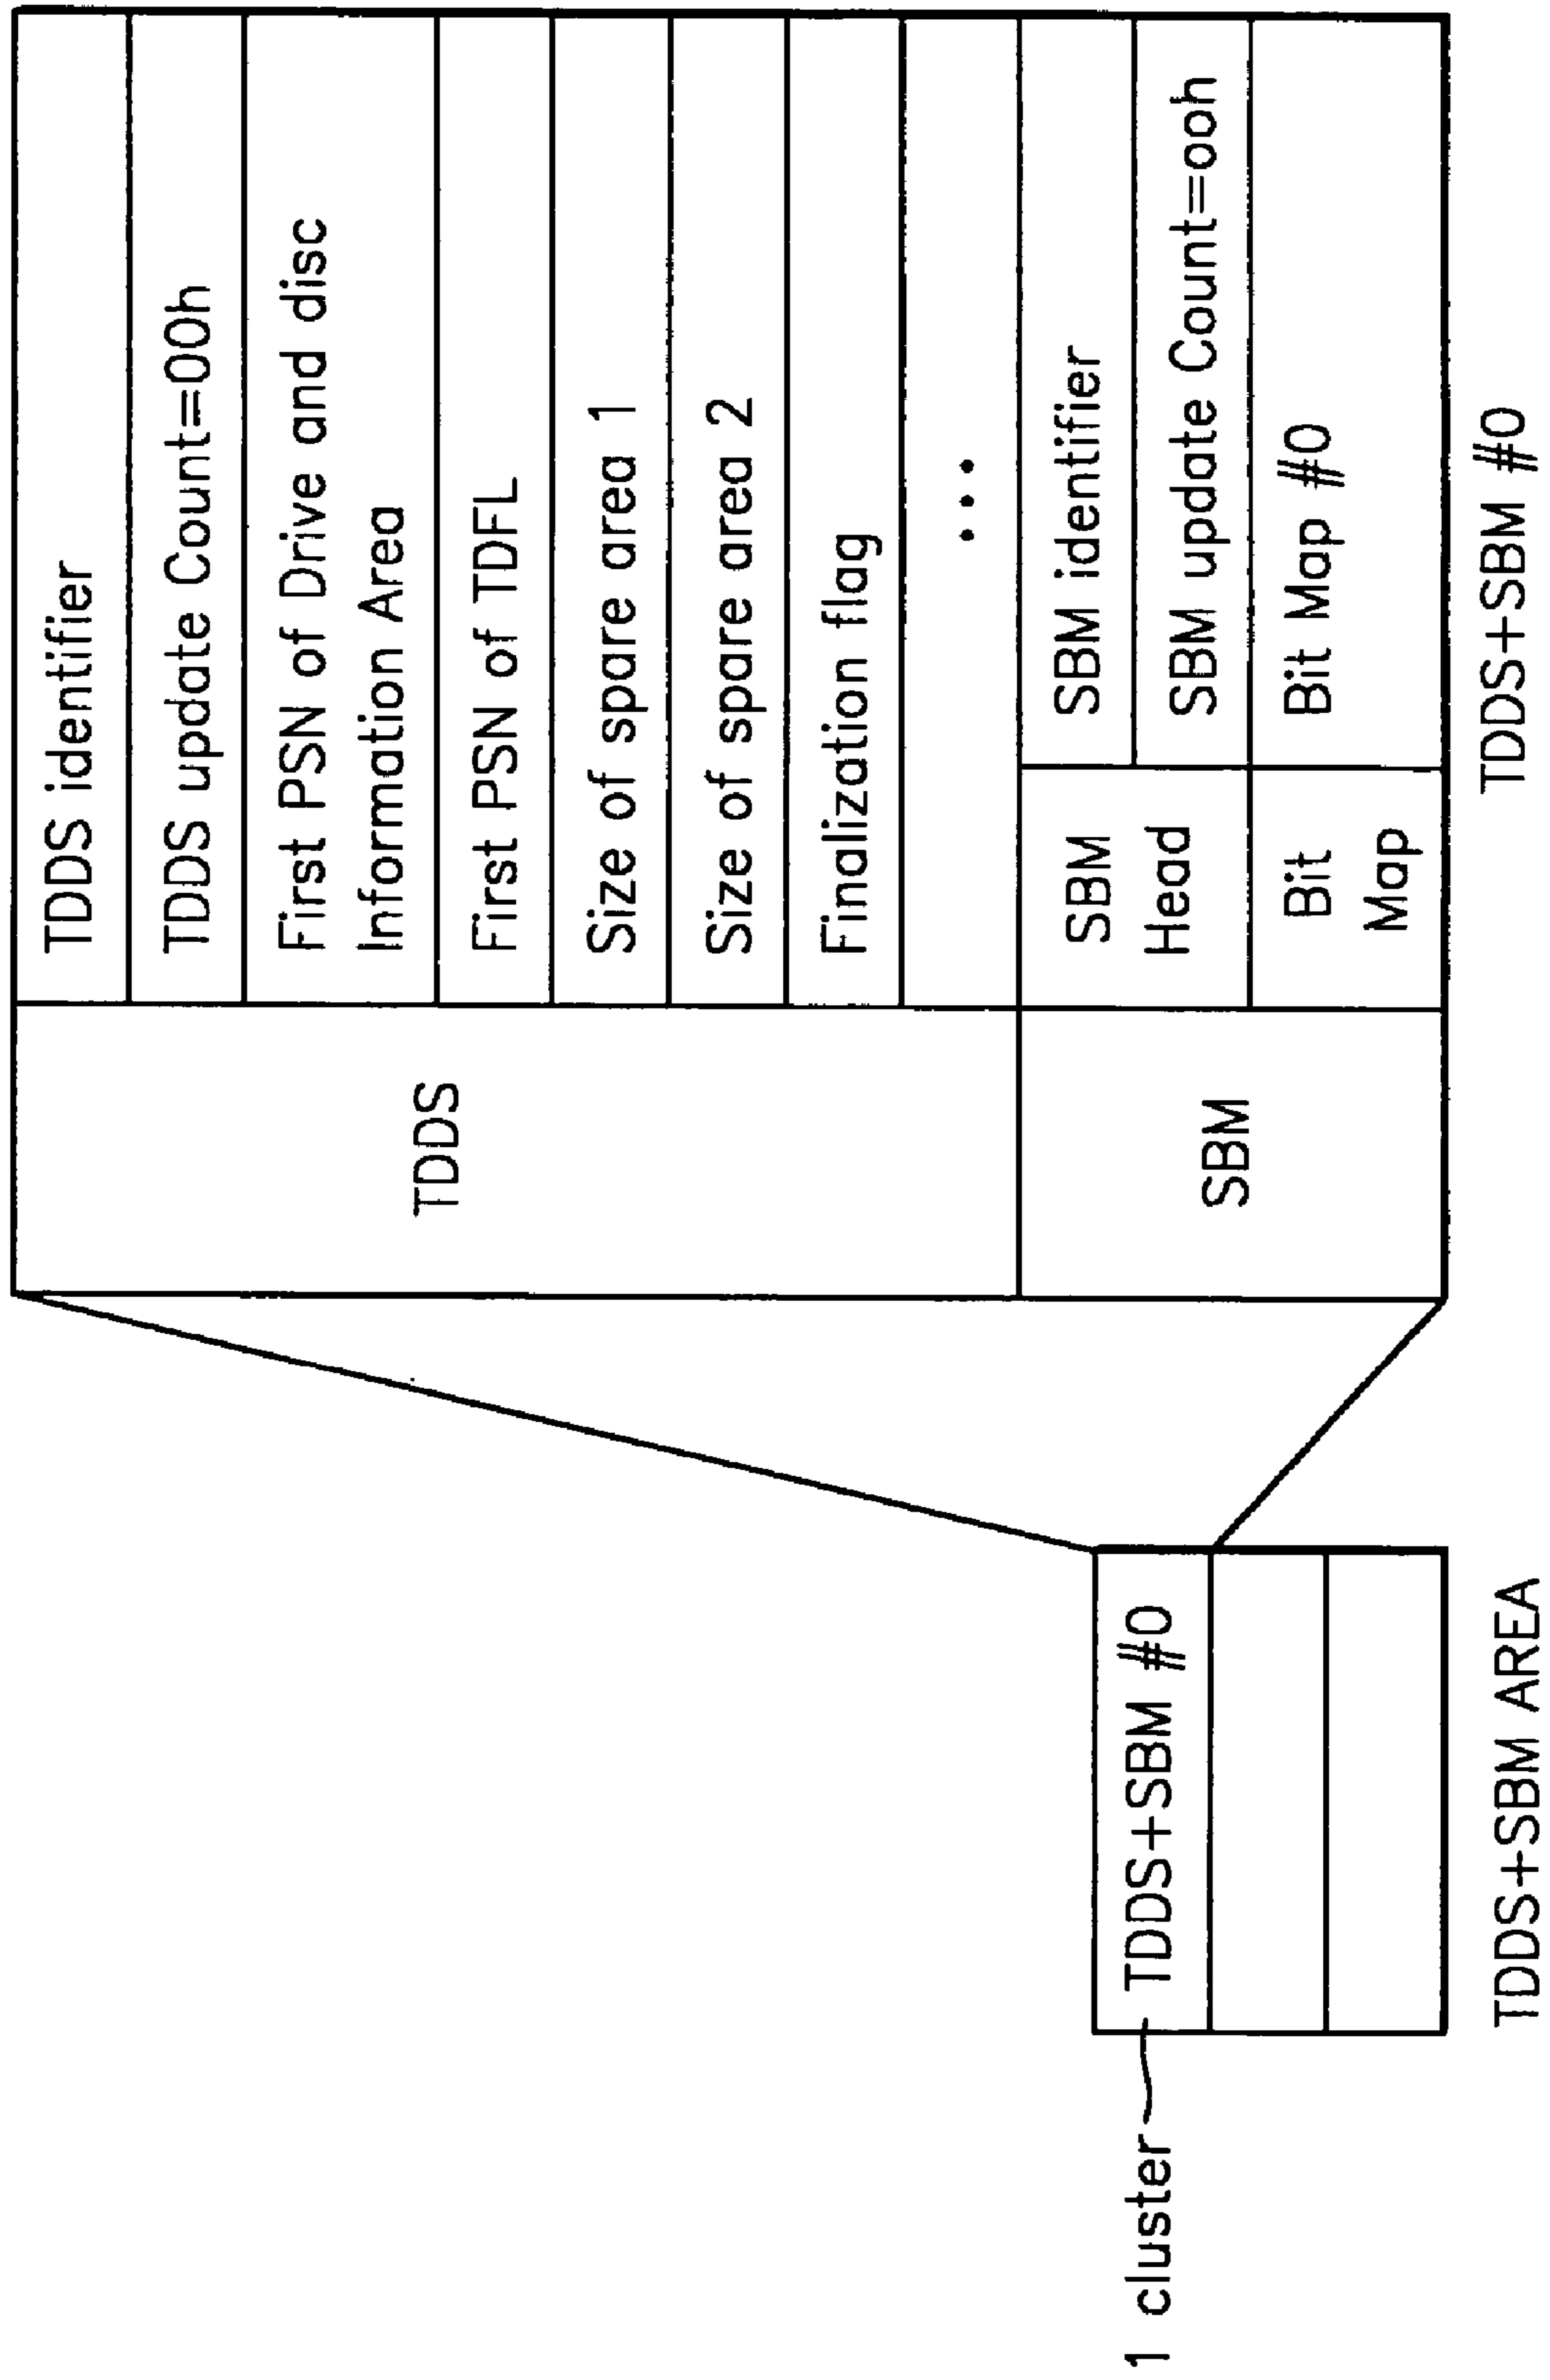 1 cluster
TDDS+SBM #0
TDDS+SBM AREA
TDDS
TDDS identifier
TDDS update Count=00h
First PSN of Drive and disc
Information Area
First PSN of TDFL
Size of spare area 1
Size of spare area 2
Finalization flag
...
SBM
SBM
Head
SBM identifier
SBM update Count=ooh
Bit
Map
Bit Map #0
TDDS+SBM #0